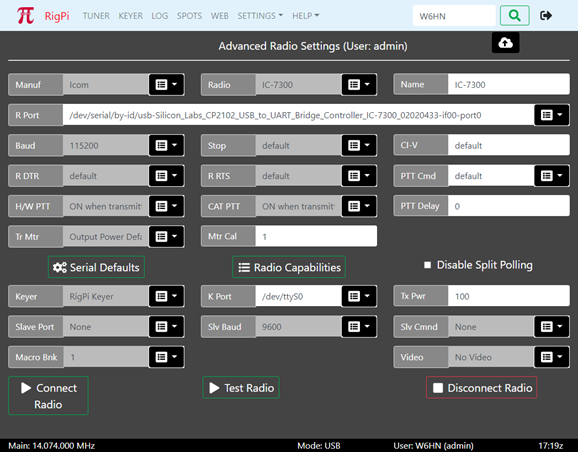 RigPi TUNER KEYER LOG SPOTS WEB SETTINGS HELP W6HN
Advanced Radio Settings (User: admin)
Manuf Icom Radio IC-7300 Name IC-7300
R Port /dev/serial/by-id/usb-Silicon_Labs_CP2102_USB_to_UART_Bridge_Controller_IC-7300_02020433-if00-port0
Baud 115200 Stop default CI-V default
R DTR default R RTS default PTT Cmd default
H/W PTT ON when transmit CAT PTT ON when transmit PTT Delay 0
Tr Mtr Output Power Defa Mtr Cal 1
Serial Defaults Radio Capabilities Disable Split Polling
Keyer RigPi Keyer K Port /dev/ttyS0 Tx Pwr 100
Slave Port None Slv Baud 9600 Slv Cmnd None
Macro Bnk 1 Video No Video
Connect Test Radio Disconnect Radio
Radio
Main: 14.074.000 MHz Mode: USB User: W6HN (admin) 17:19z